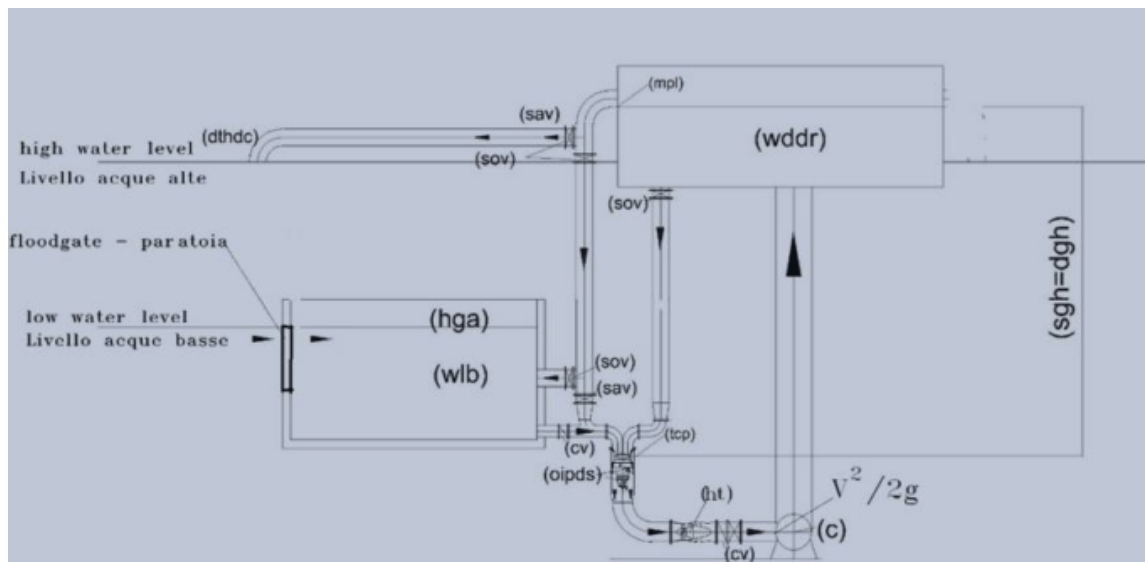 (mpl)
(sav)
(dthdc)
(wddr)
high water level
(sov)
Livello acque alte
(sov)
floodgate - paratoia
(sgh=dgh)
low water level
(hga)
Livello acque basse
(sov)
(wlb)
(sav)
(tcp)
(cv)
(oipds)
V²/2g
(ht)
(c)
(cv)